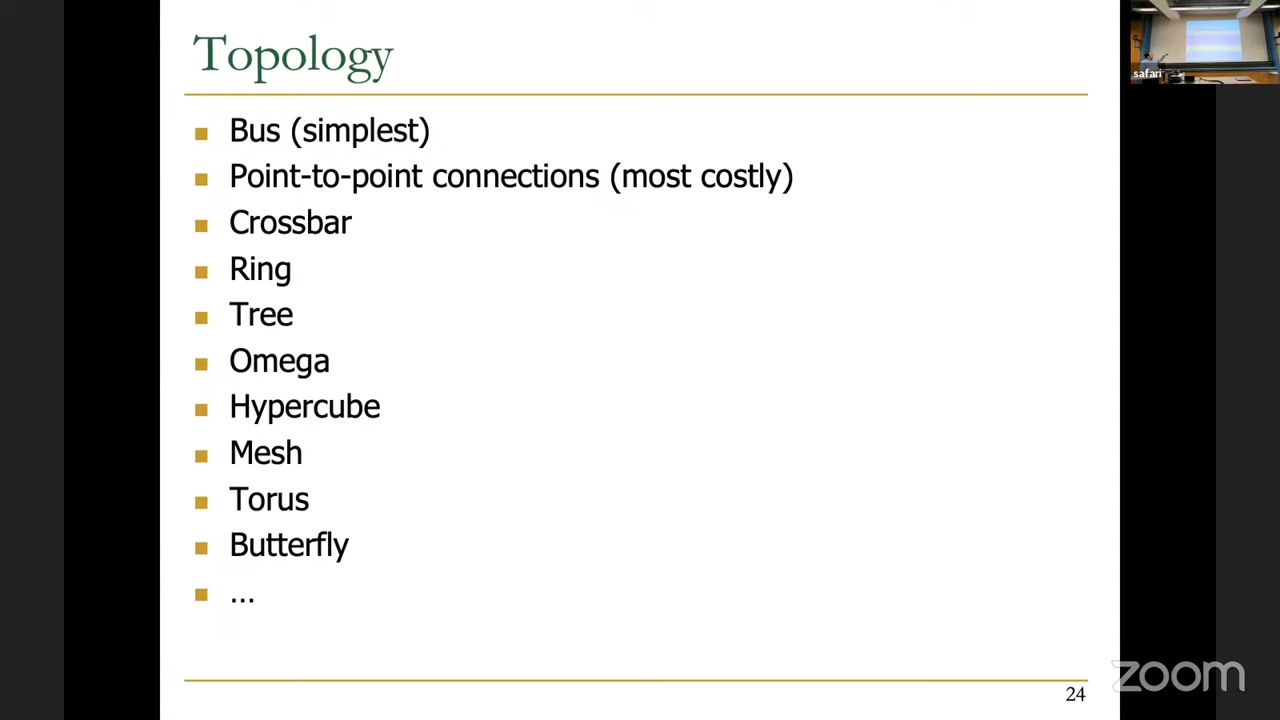 Topology
Bus (simplest)
Point-to-point connections (most costly)
Crossbar
Ring
Tree
Omega
Hypercube
Mesh
Torus
Butterfly
...
24
safari
zoom